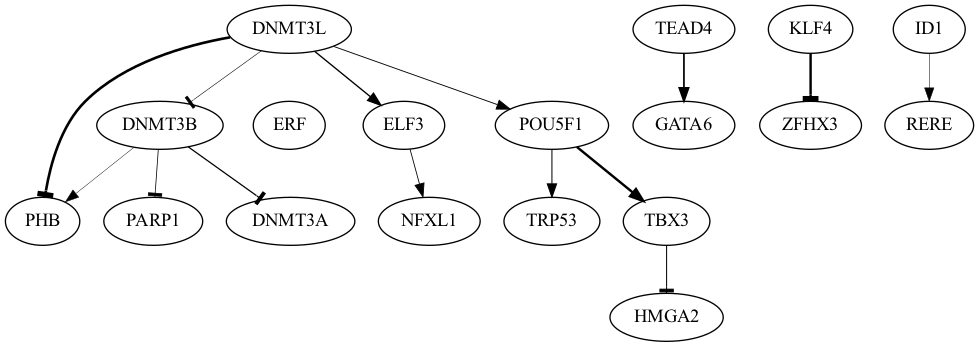 DNMT3L TEAD4 KLF4 ID1
DNMT3B ERF ELF3 POU5F1 GATA6 ZFHX3 RERE
PHB PARP1 DNMT3A NFXL1 TRP53 TBX3
HMGA2